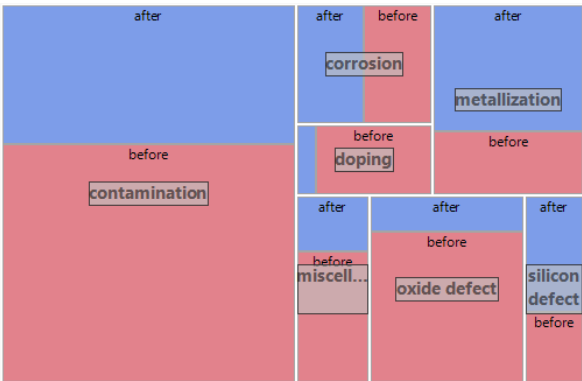 after
before
contamination
after
before
corrosion
before
doping
after
metallization
before
after
before
miscell...
after
before
oxide defect
after
silicon
defect
before